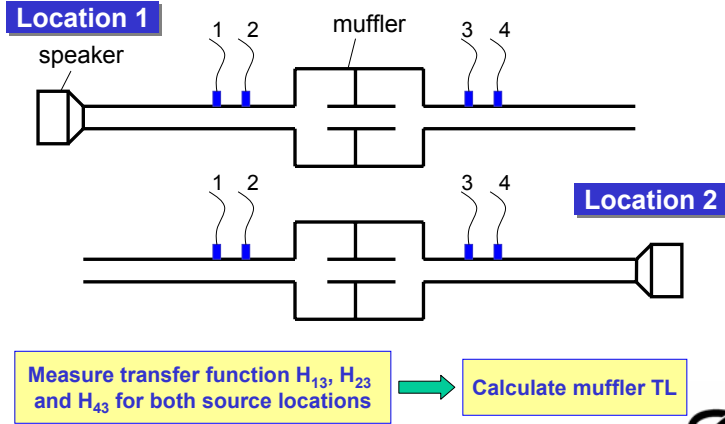 Location 1
speaker
1 2 muffler 3 4
1 2 3 4
Location 2
Measure transfer function H₁₃, H₂₃
and H₄₃ for both source locations
Calculate muffler TL